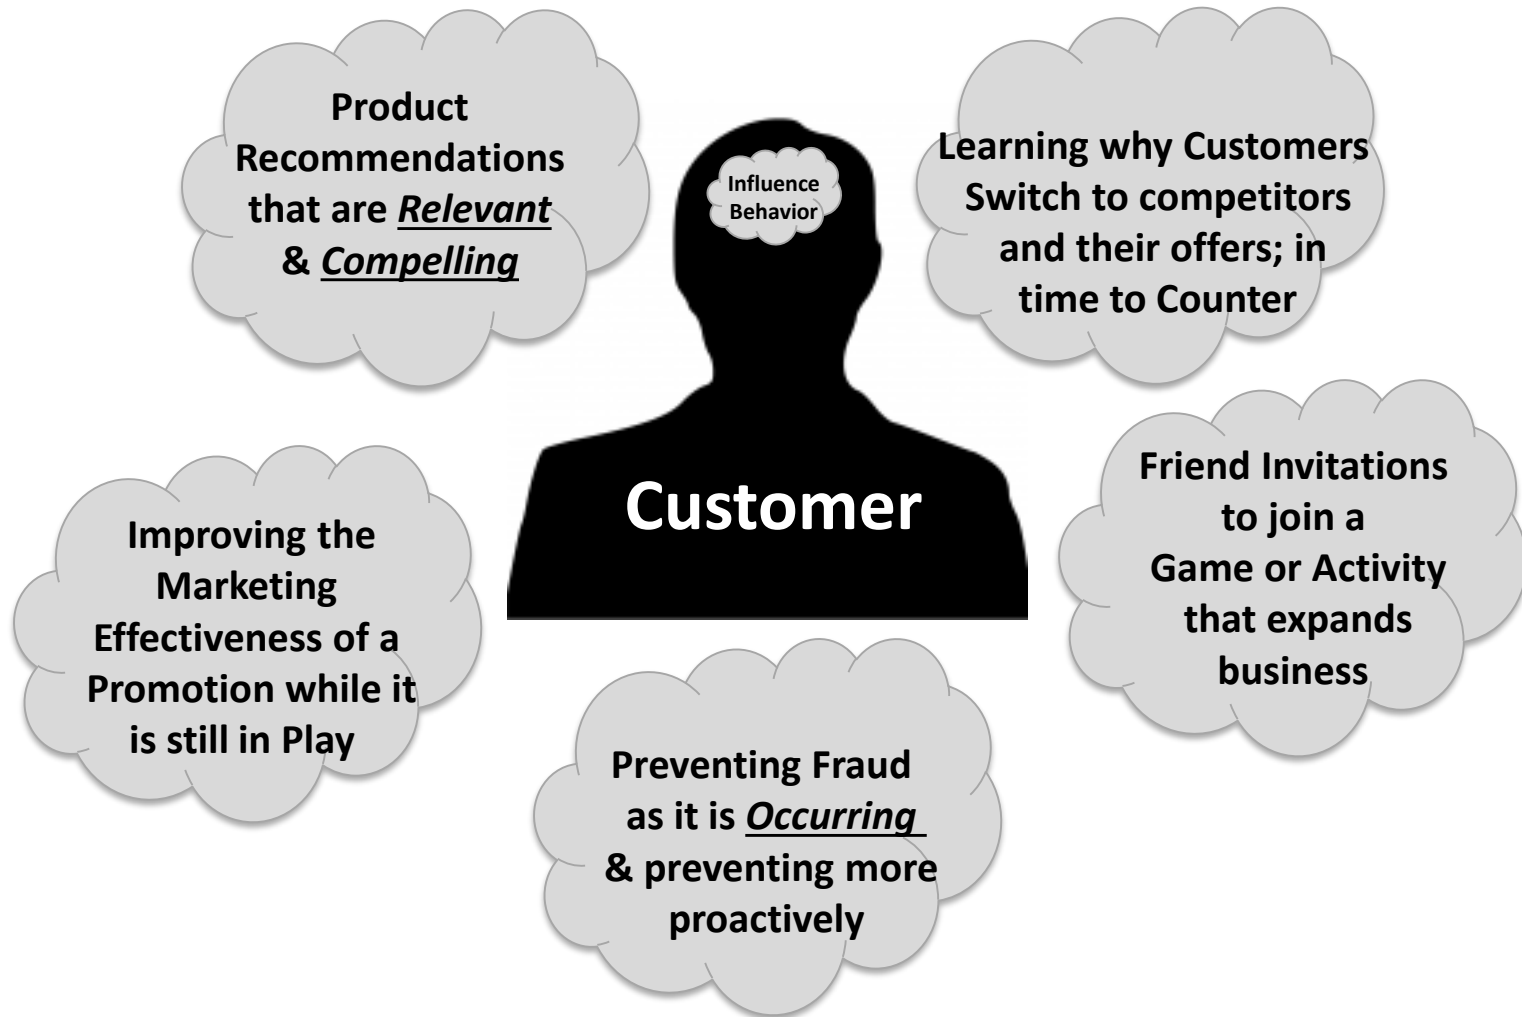 Product
Recommendations
that are Relevant
& Compelling
Influence
Behavior
Learning why Customers
Switch to competitors
and their offers; in
time to Counter
Customer
Improving the
Marketing
Effectiveness of a
Promotion while it
is still in Play
Friend Invitations
to join a
Game or Activity
that expands
business
Preventing Fraud
as it is Occurring
& preventing more
proactively